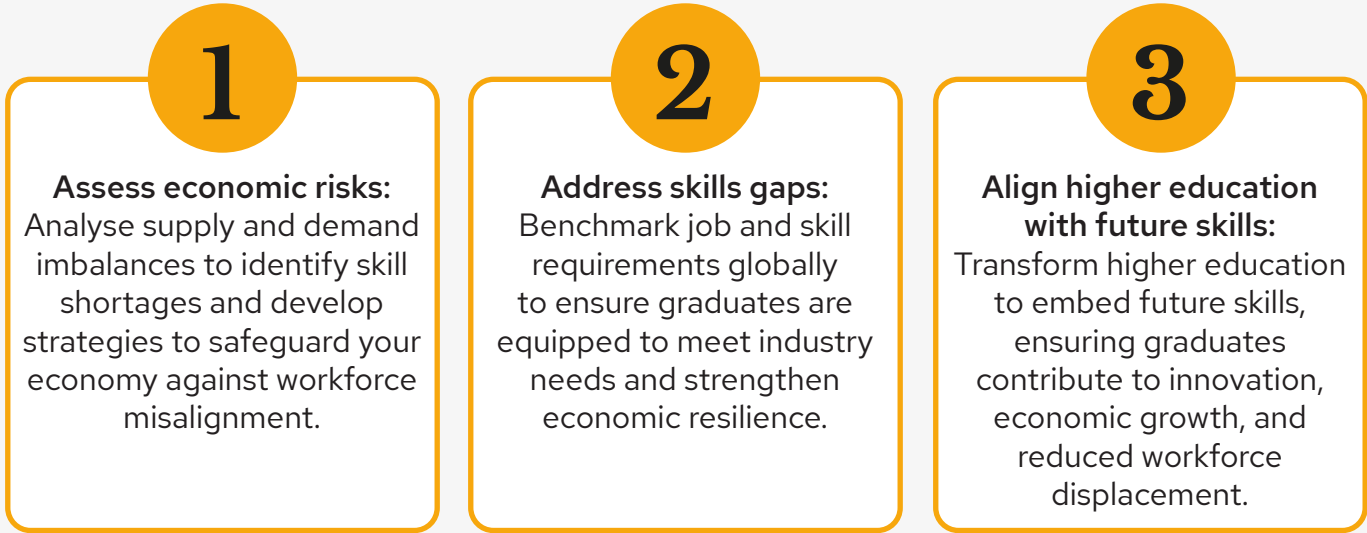 1
Assess economic risks:
Analyse supply and demand
imbalances to identify skill
shortages and develop
strategies to safeguard your
economy against workforce
misalignment.
2
Address skills gaps:
Benchmark job and skill
requirements globally
to ensure graduates are
equipped to meet industry
needs and strengthen
economic resilience.
3
Align higher education
with future skills:
Transform higher education
to embed future skills,
ensuring graduates
contribute to innovation,
economic growth, and
reduced workforce
displacement.